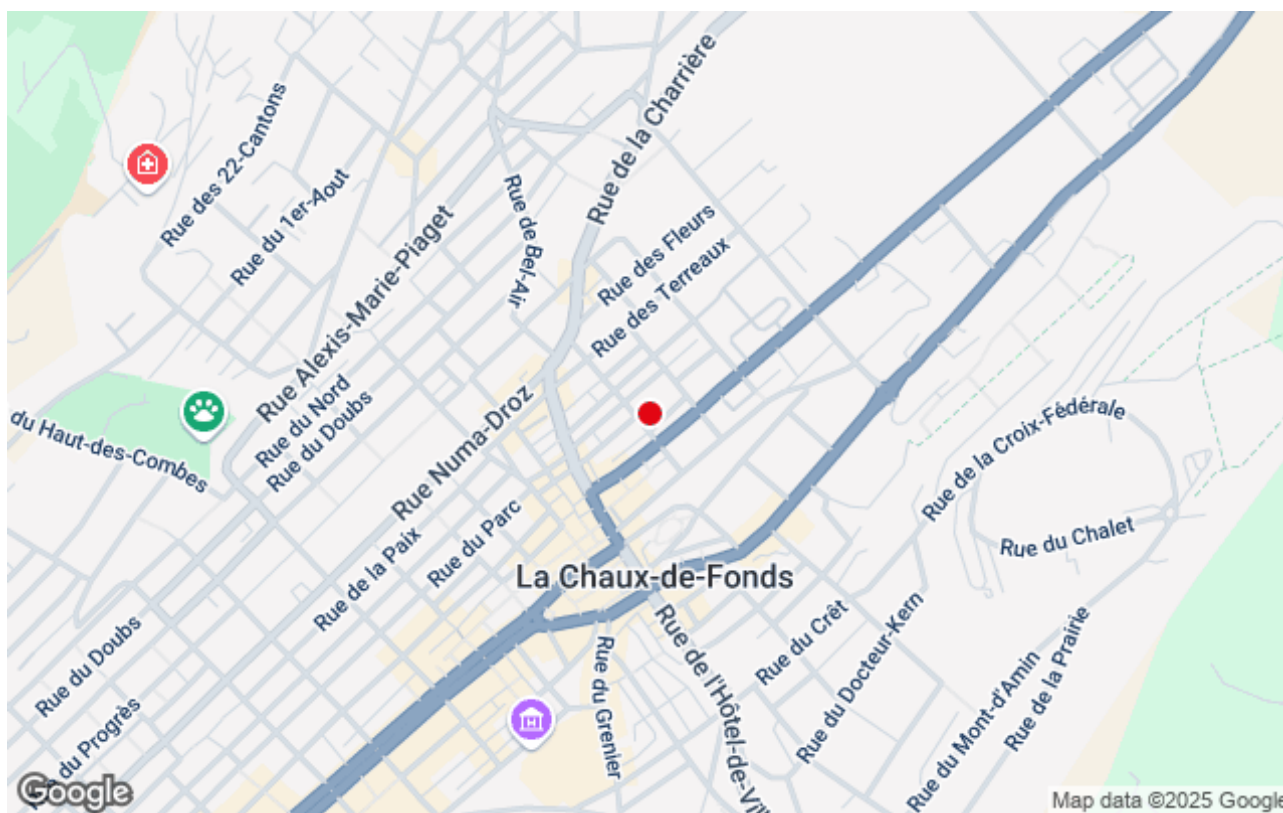 Rue de la Charrière
Rue des 22-Cantons
Rue du 1er-Aout
Rue de Bel-Air
Rue des Fleurs
Rue des Terreaux
Rue Alexis-Marie-Piaget
Rue du Nord
Rue du Doubs
du Haut-des-Combes
Rue Numa-Droz
Rue de la Croix-Fédérale
Rue du Parc
Rue de la Paix
Rue du Chalet
La Chaux-de-Fonds
Rue du Doubs
Rue du Crêt
Rue du Docteur-Kern
Rue de l'Hôtel-de-Vil
Rue du Grenier
Rue du Mont-d'Amin
Rue de la Prairie
du Progrès
H
Google
Map data ©2025 Google